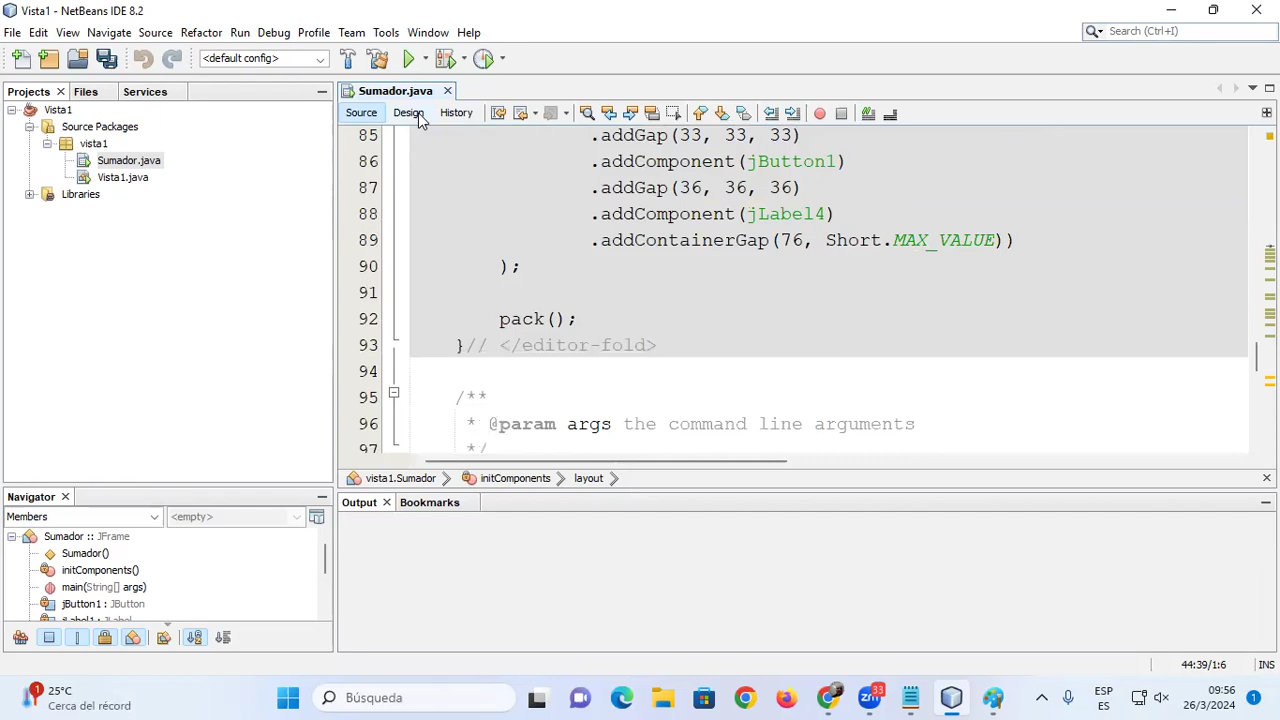 Vista1 - NetBeans IDE 8.2
File Edit View Navigate Source Refactor Run Debug Profile Team Tools Window Help
Search (Ctrl+I)
<default config>
Projects Files Services
Sumador.java
Source Design History
Vista1
Source Packages
vista1
Sumador.java
Vista1.java
Libraries
85 .addGap(33, 33, 33)
86 .addComponent(jButton1)
87 .addGap(36, 36, 36)
88 .addComponent(jLabel4)
89 .addContainerGap(76, Short.MAX_VALUE))
90 );
91
92 pack();
93 }// </editor-fold>
94
95 /**
96 * @param args the command line arguments
97 */
vista1.Sumador initComponents layout
Navigator
Members <empty>
Sumador :: JFrame
Sumador()
initComponents()
main(String[] args)
jButton1 : JButton
jLabel1 : JLabel
Output Bookmarks
44:39/1:6 INS
1 25°C
Cerca del récord
Búsqueda
33
ESP
ES
09:56
26/3/2024